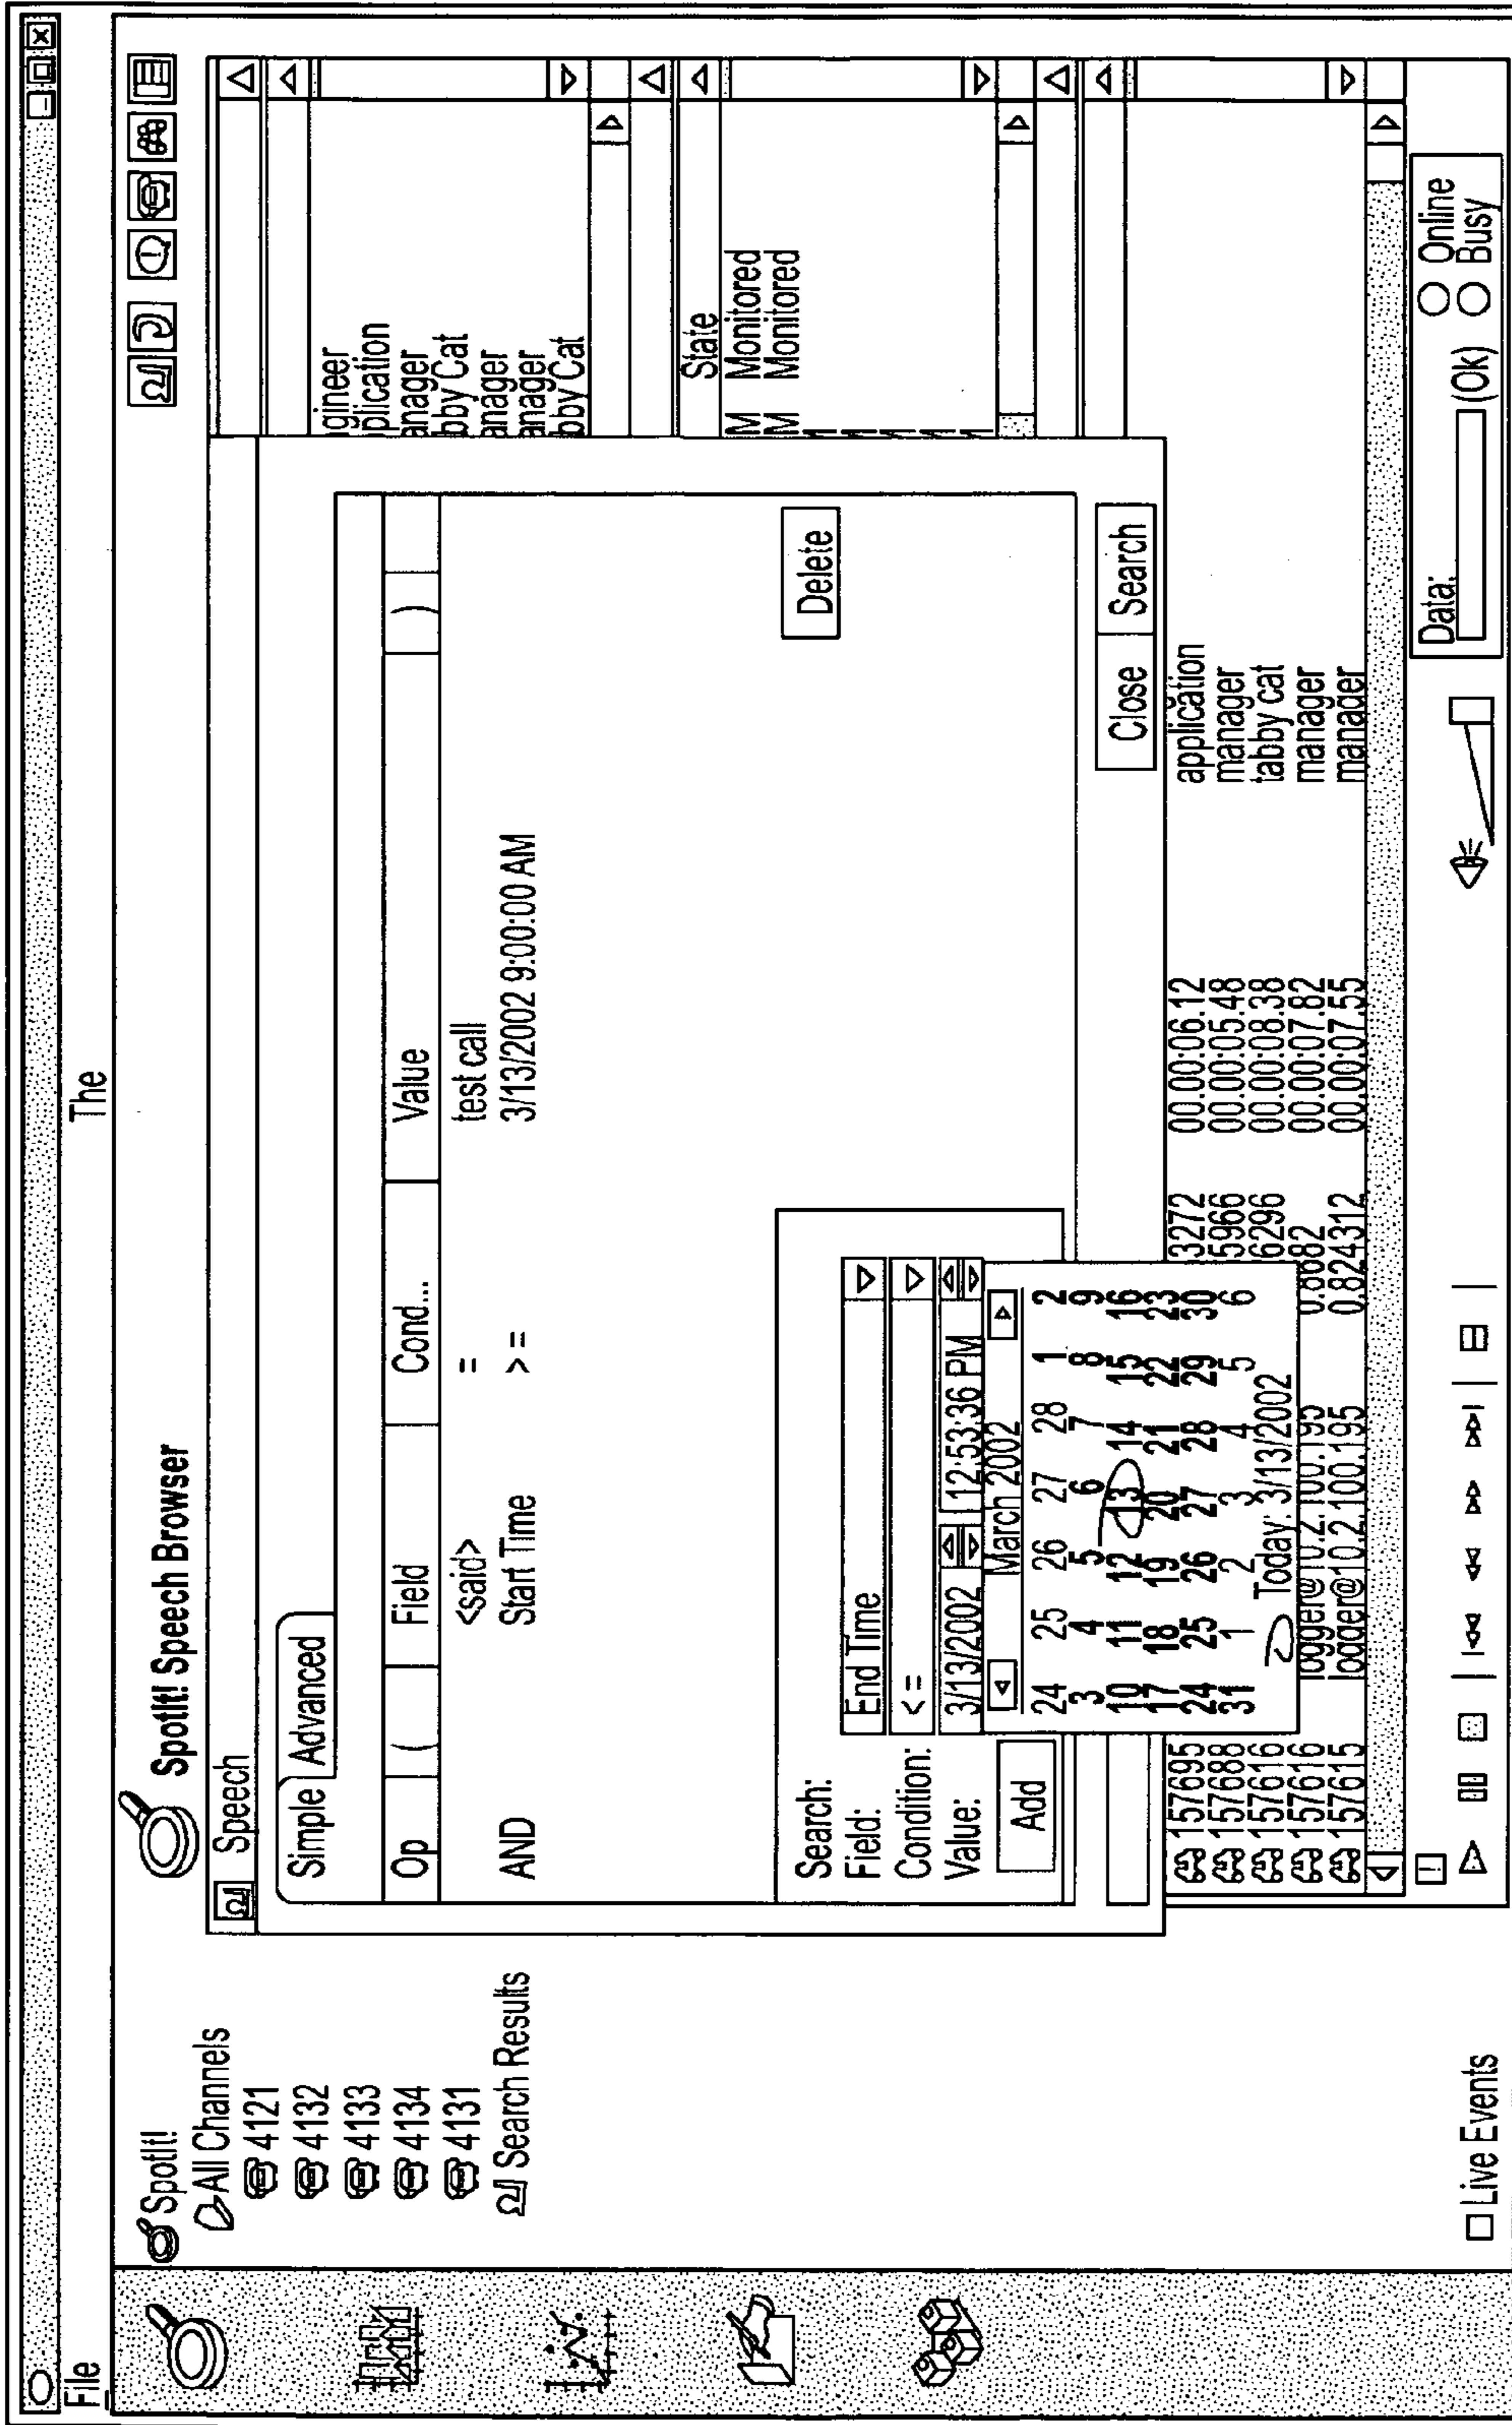 File The
SpotIt! Speech Browser
SpotIt!
All Channels
4121
4132
4133
4134
4131
Search Results
Live Events
Speech
Simple Advanced
Op ( Field Cond... Value )
<said> = test call
AND Start Time >= 3/13/2002 9:00:00 AM
Delete
Search:
Field: End Time
Condition: <=
Value: 3/13/2002 12:53:36 PM
Add
March 2002
24 25 26 27 28 1 2
3 4 5 6 7 8 9
10 11 12 13 14 15 16
17 18 19 20 21 22 23
24 25 26 27 28 29 30
31 1 2 3 4 5 6
Today: 3/13/2002
Close Search
gineer
plication
anager
bby Cat
anager
anager
bby Cat
State
M Monitored
M Monitored
157695 3272 00:00:06.12 application
157688 5966 00:00:05.48 manager
157616 6296 00:00:08.38 tabby cat
157616 logger@10.2.100.195 0.8682 00:00:07.82 manager
157615 logger@10.2.100.195 0.824312 00:00:07.55 manager
Data: (Ok)
Online
Busy